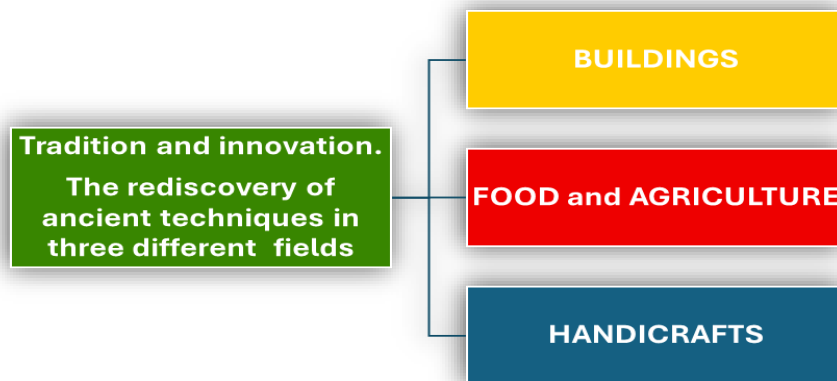 Tradition and innovation.
The rediscovery of
ancient techniques in
three different fields
BUILDINGS
FOOD and AGRICULTURE
HANDICRAFTS